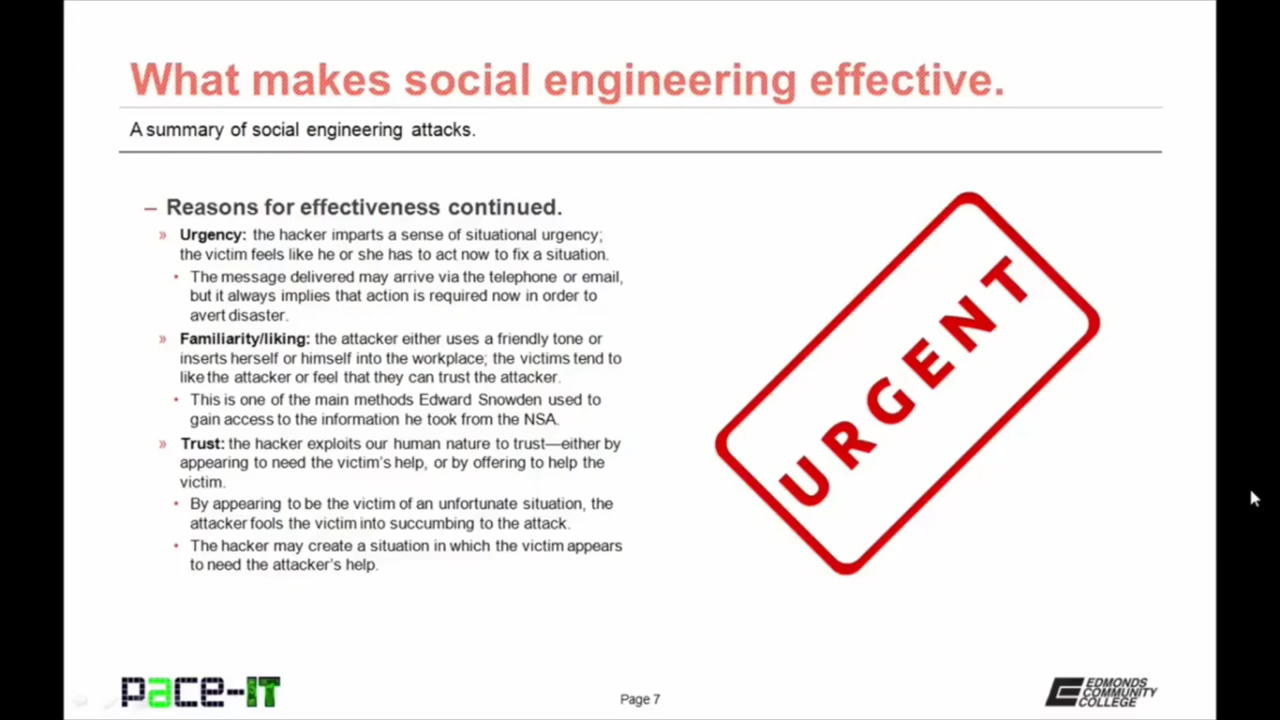 What makes social engineering effective.
A summary of social engineering attacks.
– Reasons for effectiveness continued.
» Urgency: the hacker imparts a sense of situational urgency;
the victim feels like he or she has to act now to fix a situation.
• The message delivered may arrive via the telephone or email,
but it always implies that action is required now in order to
avert disaster.
» Familiarity/liking: the attacker either uses a friendly tone or
inserts herself or himself into the workplace; the victims tend to
like the attacker or feel that they can trust the attacker.
• This is one of the main methods Edward Snowden used to
gain access to the information he took from the NSA.
» Trust: the hacker exploits our human nature to trust—either by
appearing to need the victim's help, or by offering to help the
victim.
• By appearing to be the victim of an unfortunate situation, the
attacker fools the victim into succumbing to the attack.
• The hacker may create a situation in which the victim appears
to need the attacker's help.
URGENT
pace-IT
Page 7
EDMONDS
COMMUNITY
COLLEGE